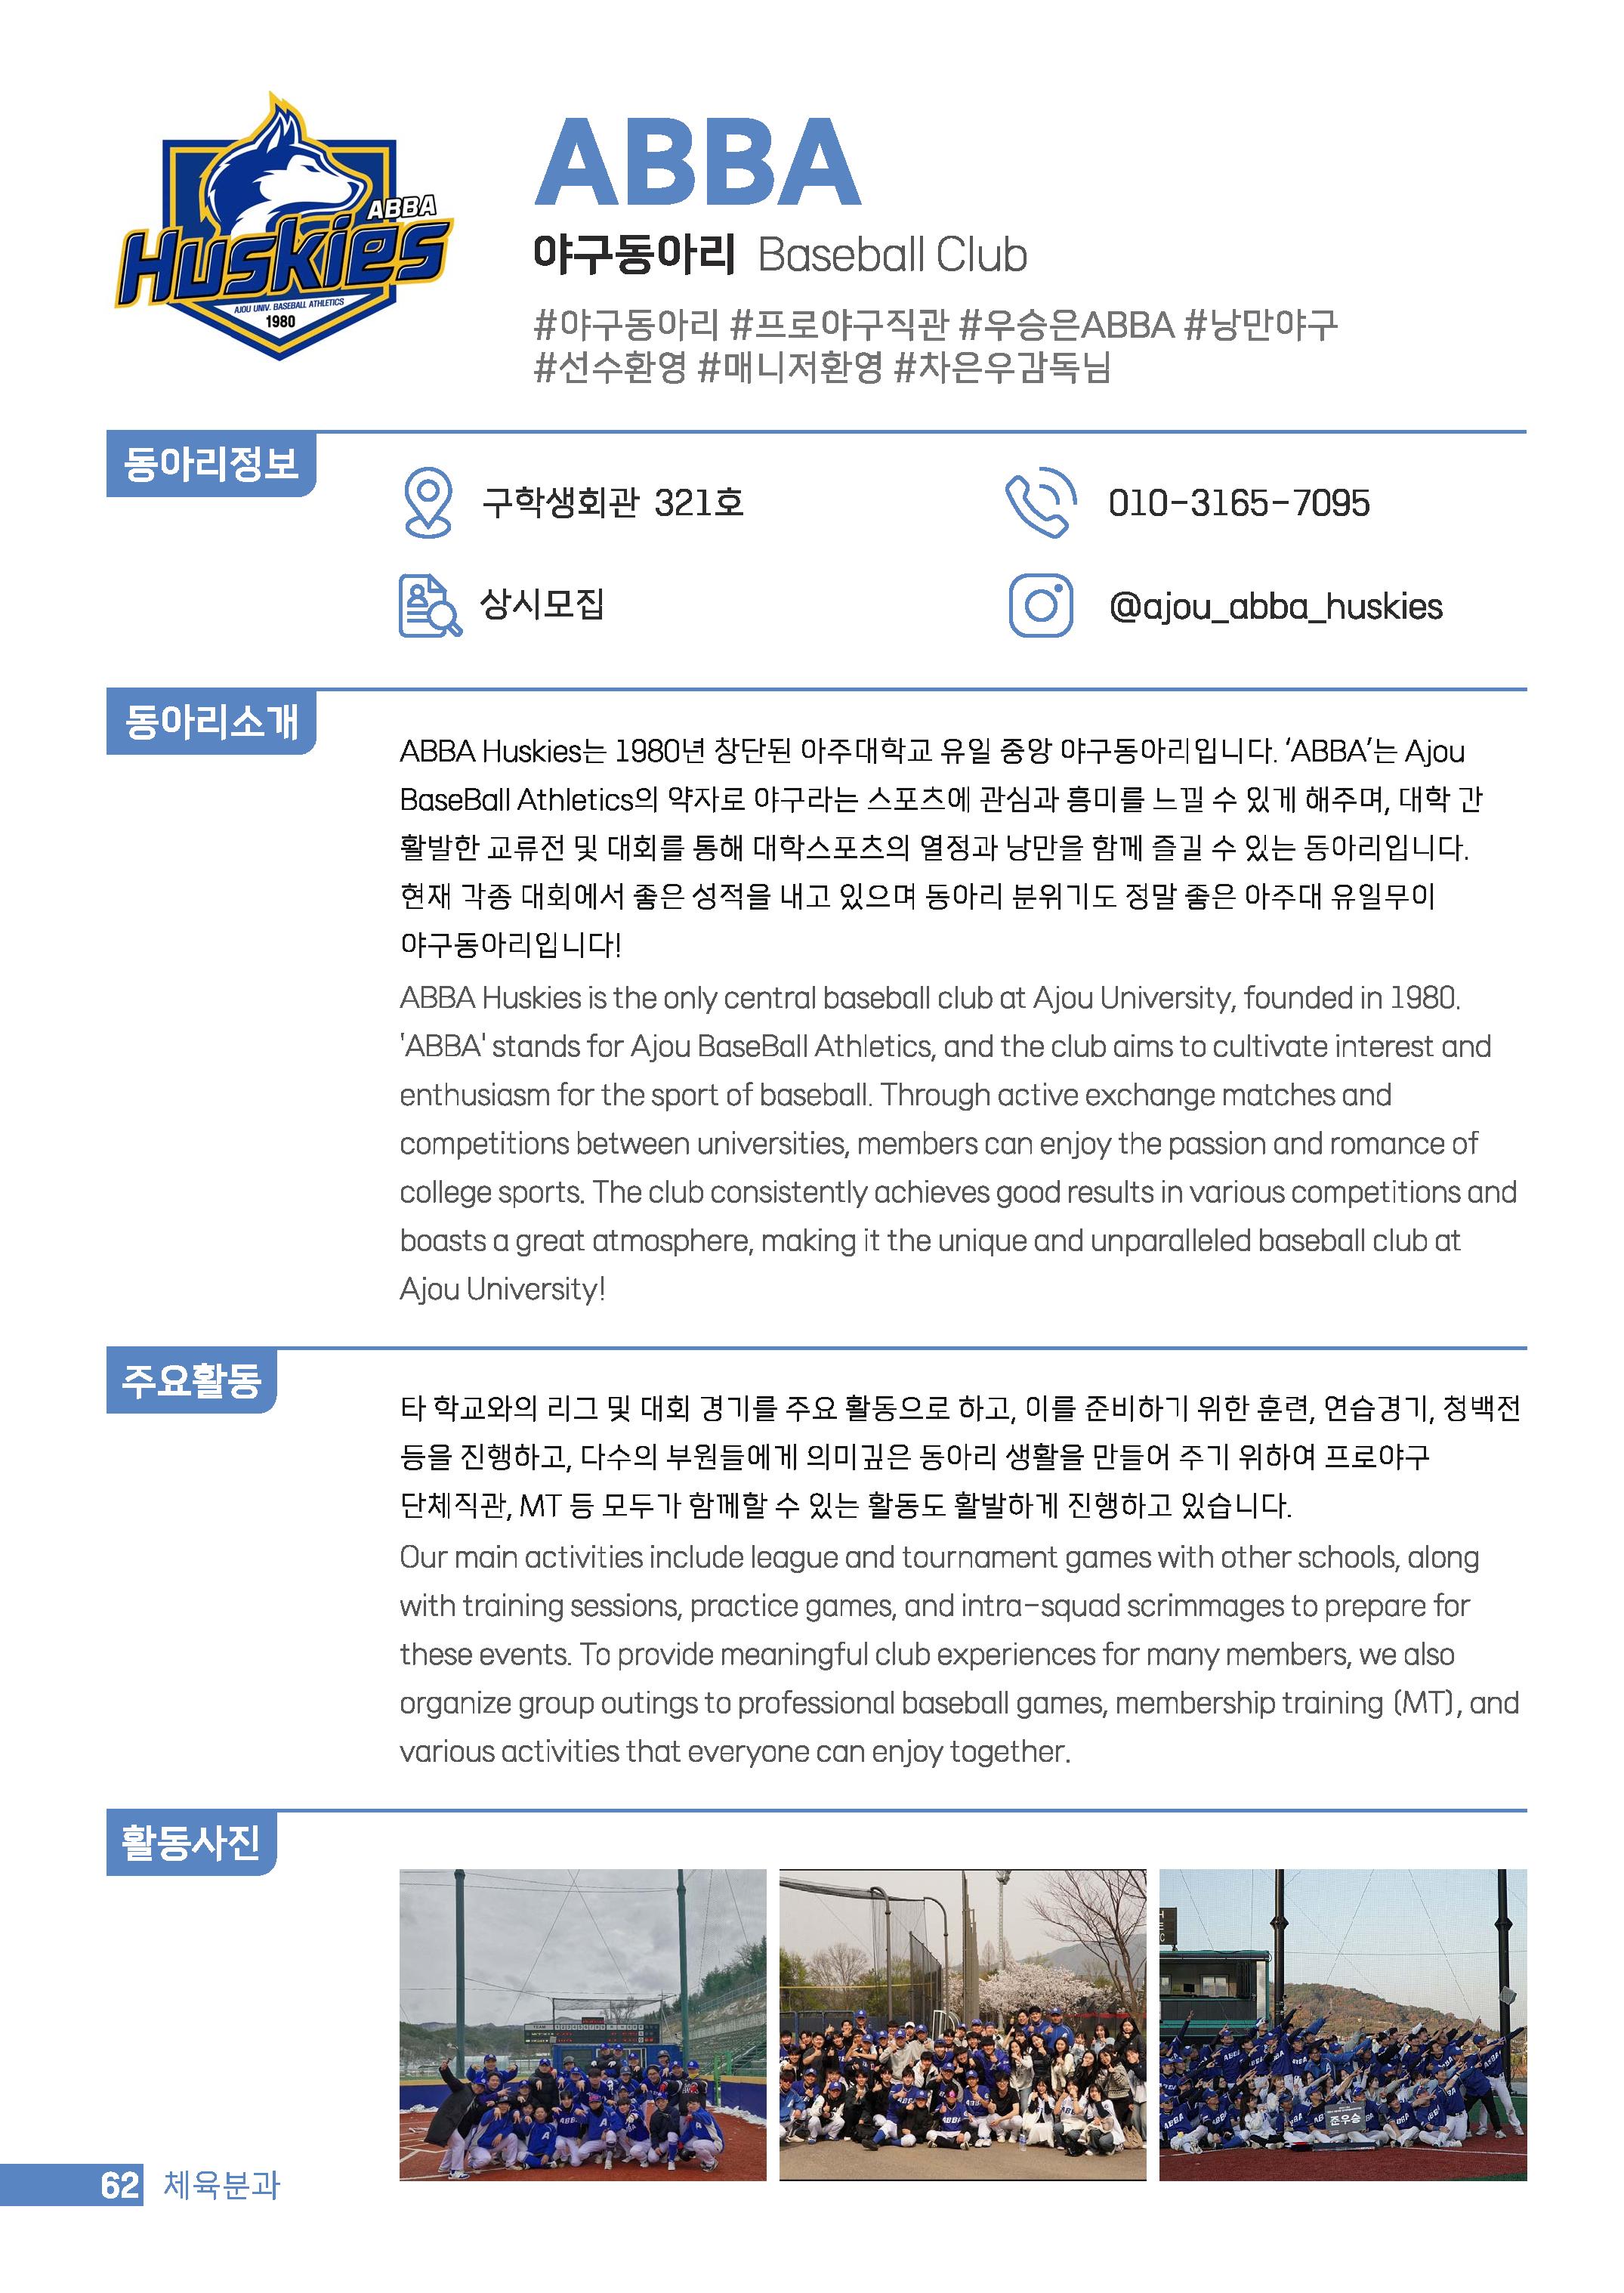 ABBA
Huskies
AJOU UNIV. BASEBALL ATHLETICS
1980
ABBA
야구동아리 Baseball Club
#야구동아리 #프로야구직관 #우승은ABBA #낭만야구
#선수환영 #매니저환영 #차은우감독님
동아리정보
구학생회관 321호
010-3165-7095
상시모집
@ajou_abba_huskies
동아리소개
ABBA Huskies는 1980년 창단된 아주대학교 유일 중앙 야구동아리입니다. ‘ABBA’는 Ajou
BaseBall Athletics의 약자로 야구라는 스포츠에 관심과 흥미를 느낄 수 있게 해주며, 대학 간
활발한 교류전 및 대회를 통해 대학스포츠의 열정과 낭만을 함께 즐길 수 있는 동아리입니다.
현재 각종 대회에서 좋은 성적을 내고 있으며 동아리 분위기도 정말 좋은 아주대 유일무이
야구동아리입니다!
ABBA Huskies is the only central baseball club at Ajou University, founded in 1980.
'ABBA' stands for Ajou BaseBall Athletics, and the club aims to cultivate interest and
enthusiasm for the sport of baseball. Through active exchange matches and
competitions between universities, members can enjoy the passion and romance of
college sports. The club consistently achieves good results in various competitions and
boasts a great atmosphere, making it the unique and unparalleled baseball club at
Ajou University!
주요활동
타 학교와의 리그 및 대회 경기를 주요 활동으로 하고, 이를 준비하기 위한 훈련, 연습경기, 청백전
등을 진행하고, 다수의 부원들에게 의미깊은 동아리 생활을 만들어 주기 위하여 프로야구
단체직관, MT 등 모두가 함께할 수 있는 활동도 활발하게 진행하고 있습니다.
Our main activities include league and tournament games with other schools, along
with training sessions, practice games, and intra-squad scrimmages to prepare for
these events. To provide meaningful club experiences for many members, we also
organize group outings to professional baseball games, membership training (MT), and
various activities that everyone can enjoy together.
활동사진
준우승
62 체육분과